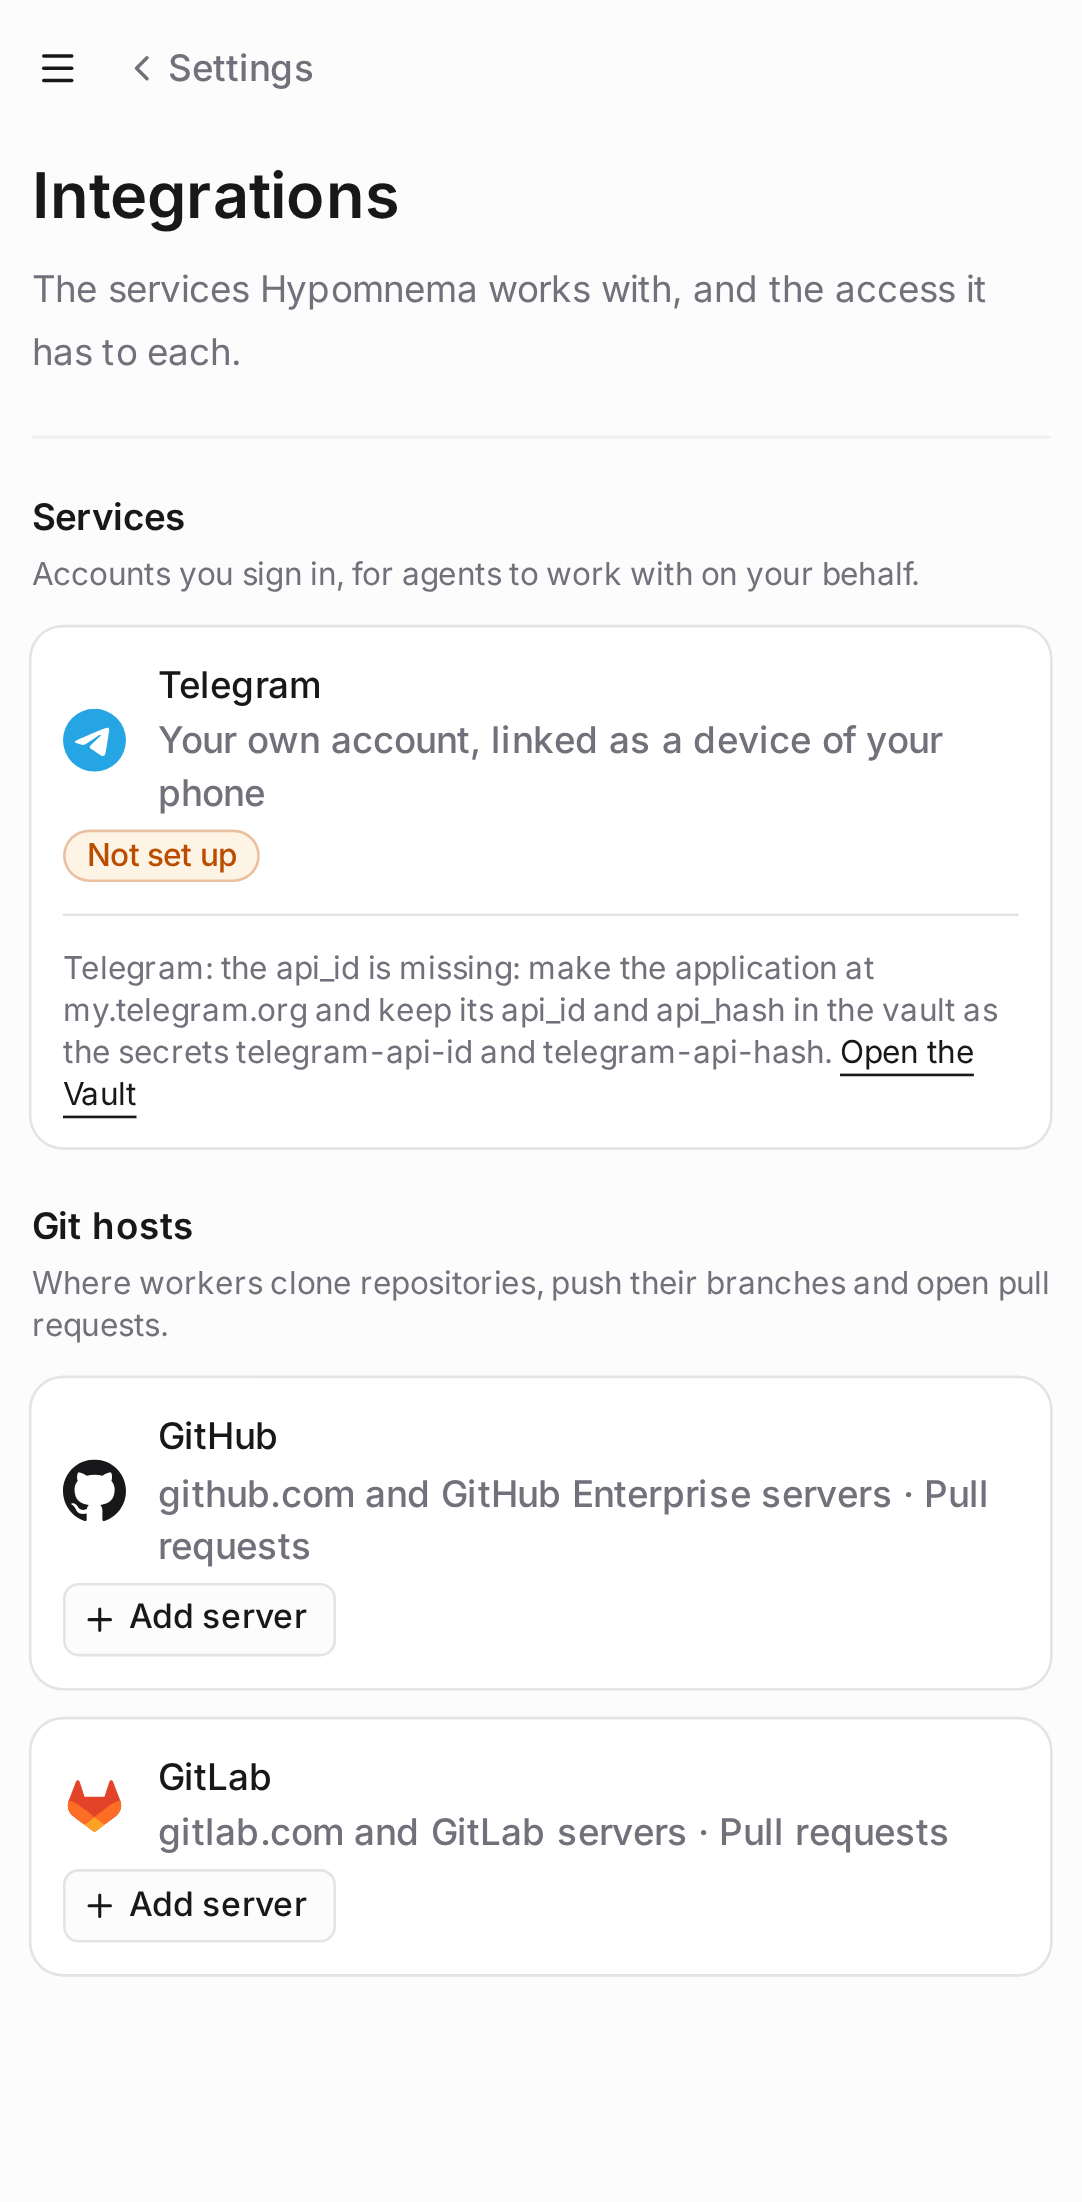 Settings
Integrations
The services Hypomnema works with, and the access it
has to each.
Services
Accounts you sign in, for agents to work with on your behalf.
Telegram
Your own account, linked as a device of your
phone
Not set up
Telegram: the api_id is missing: make the application at
my.telegram.org and keep its api_id and api_hash in the vault as
the secrets telegram-api-id and telegram-api-hash. Open the
Vault
Git hosts
Where workers clone repositories, push their branches and open pull
requests.
GitHub
github.com and GitHub Enterprise servers · Pull
requests
+ Add server
GitLab
gitlab.com and GitLab servers · Pull requests
+ Add server